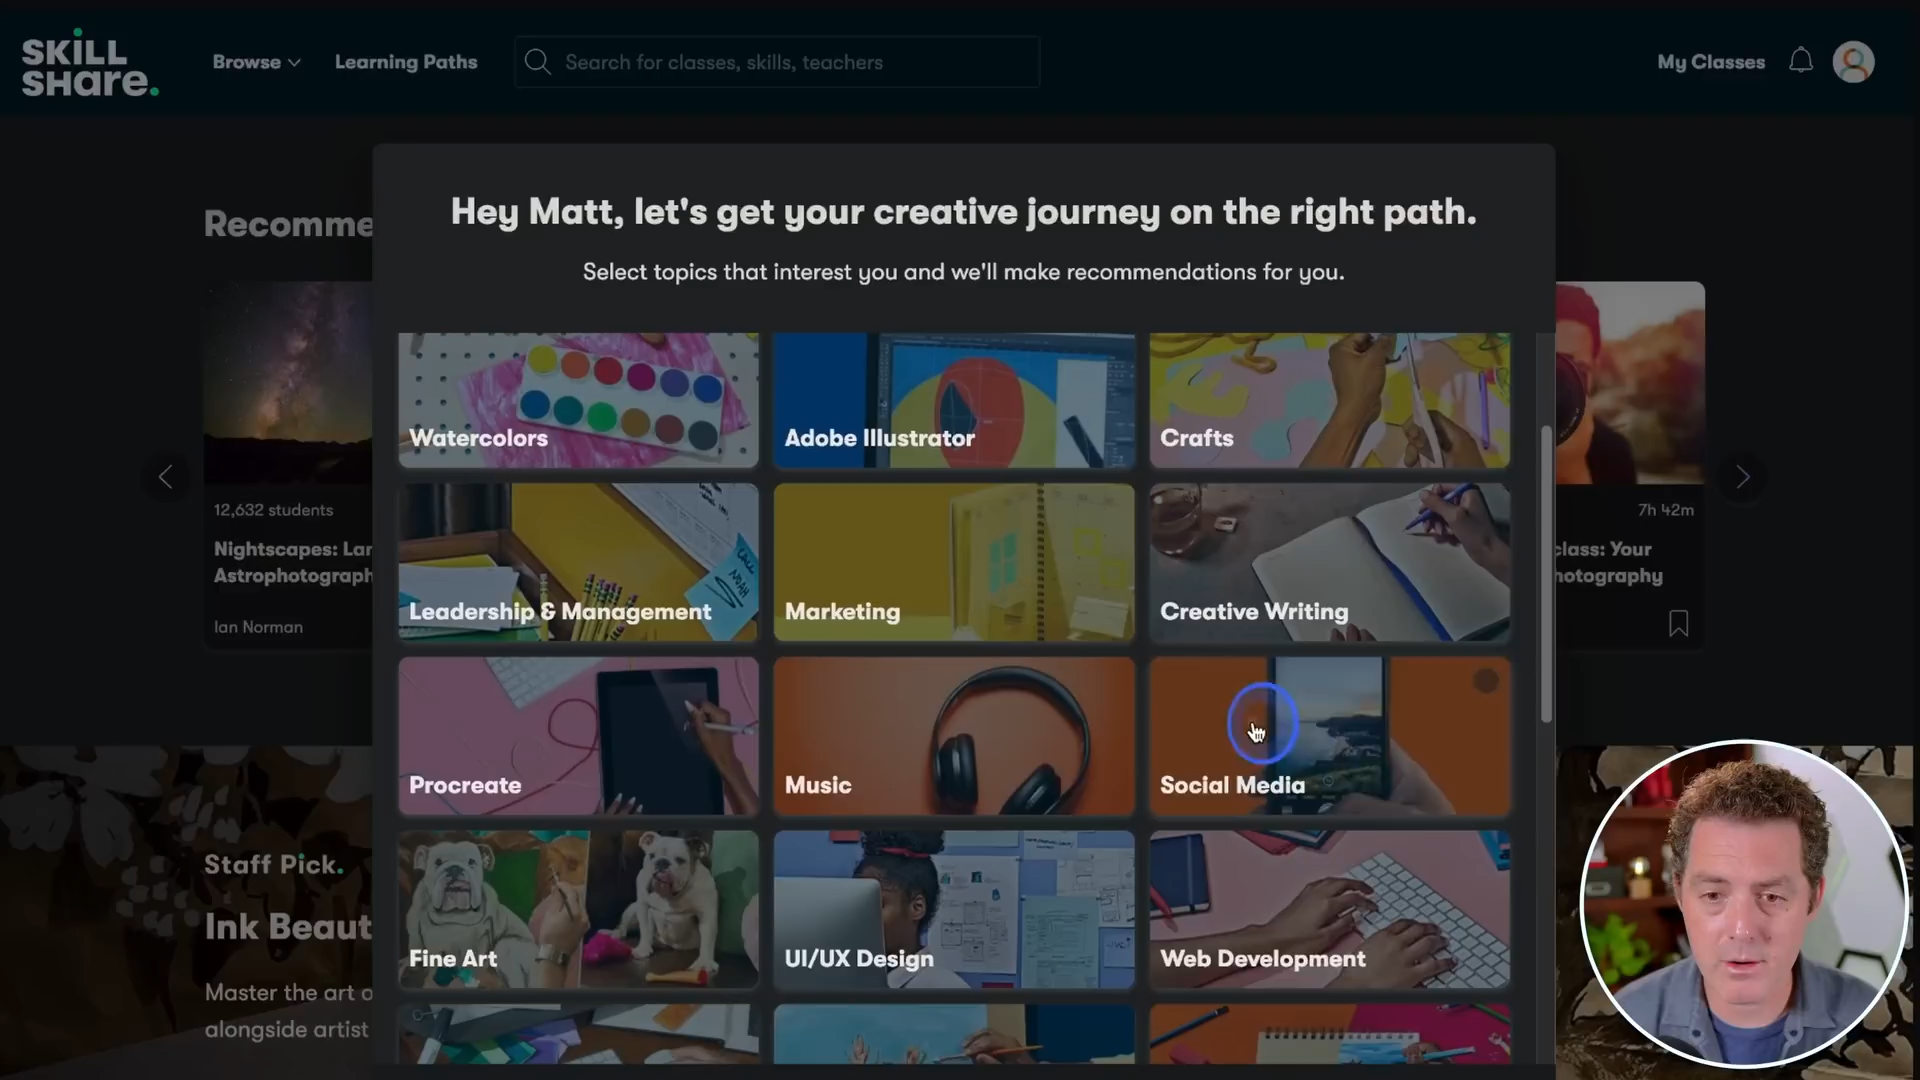 SKILL
SHARE.
Browse
Learning Paths
Search for classes, skills, teachers
My Classes
Hey Matt, let's get your creative journey on the right path.
Select topics that interest you and we'll make recommendations for you.
Recomme
Watercolors
Adobe Illustrator
Crafts
12,632 students
7h 42m
Nightscapes: Lar
Astrophotograph
class: Your
hotography
Ian Norman
Leadership & Management
Marketing
Creative Writing
Procreate
Music
Social Media
Staff Pick.
Ink Beaut
Master the art o
alongside artist
Fine Art
UI/UX Design
Web Development